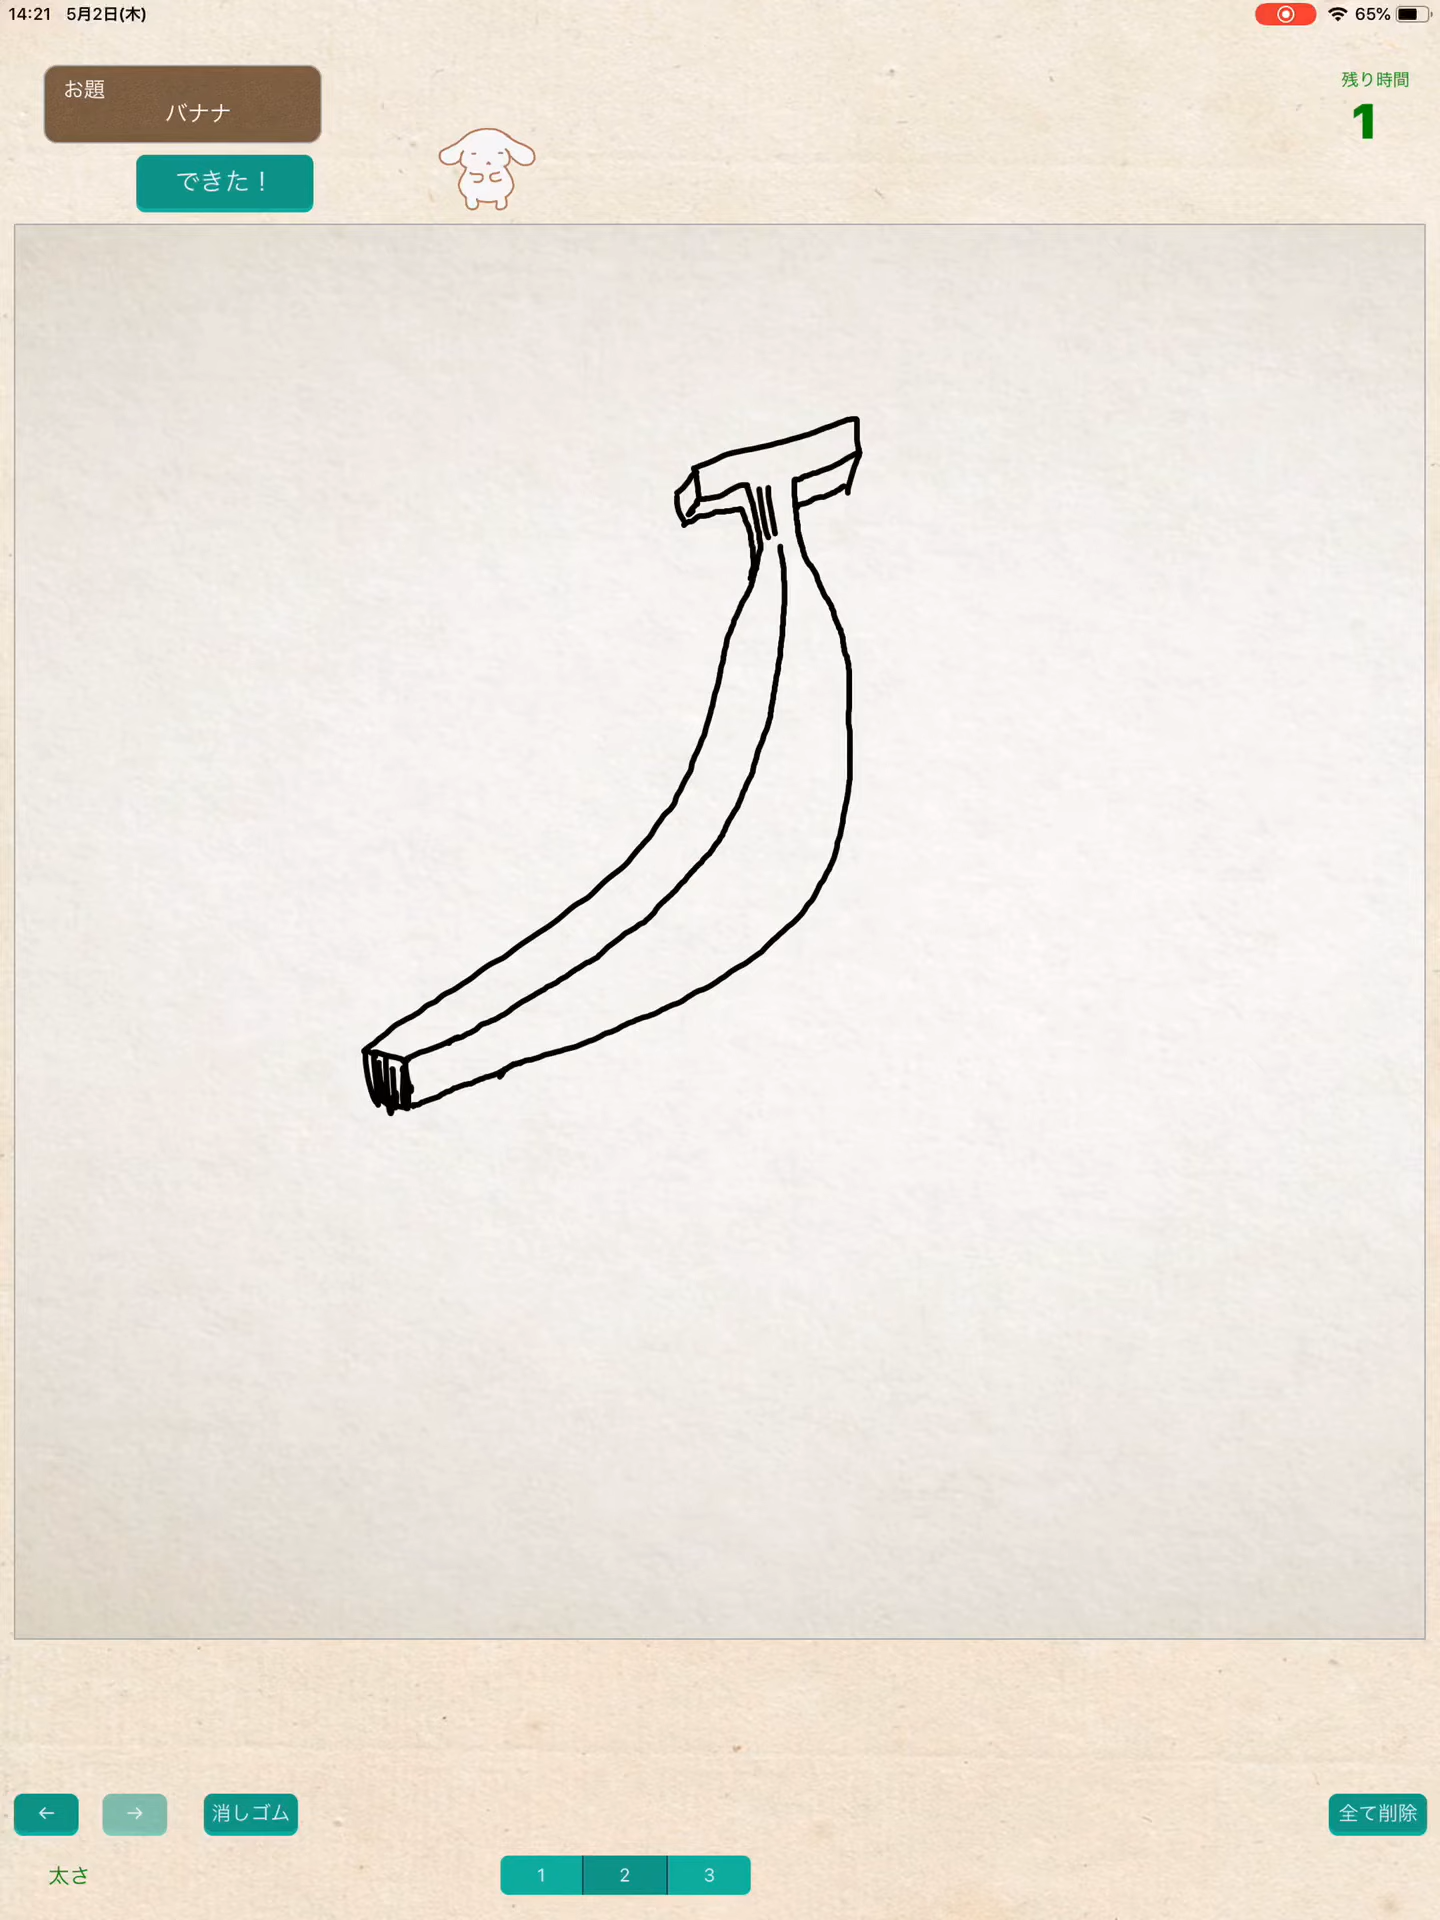 14:21 5月2日(木)
65%
お題
バナナ
残り時間
1
できた！
← → 消しゴム 全て削除
太さ 1 2 3